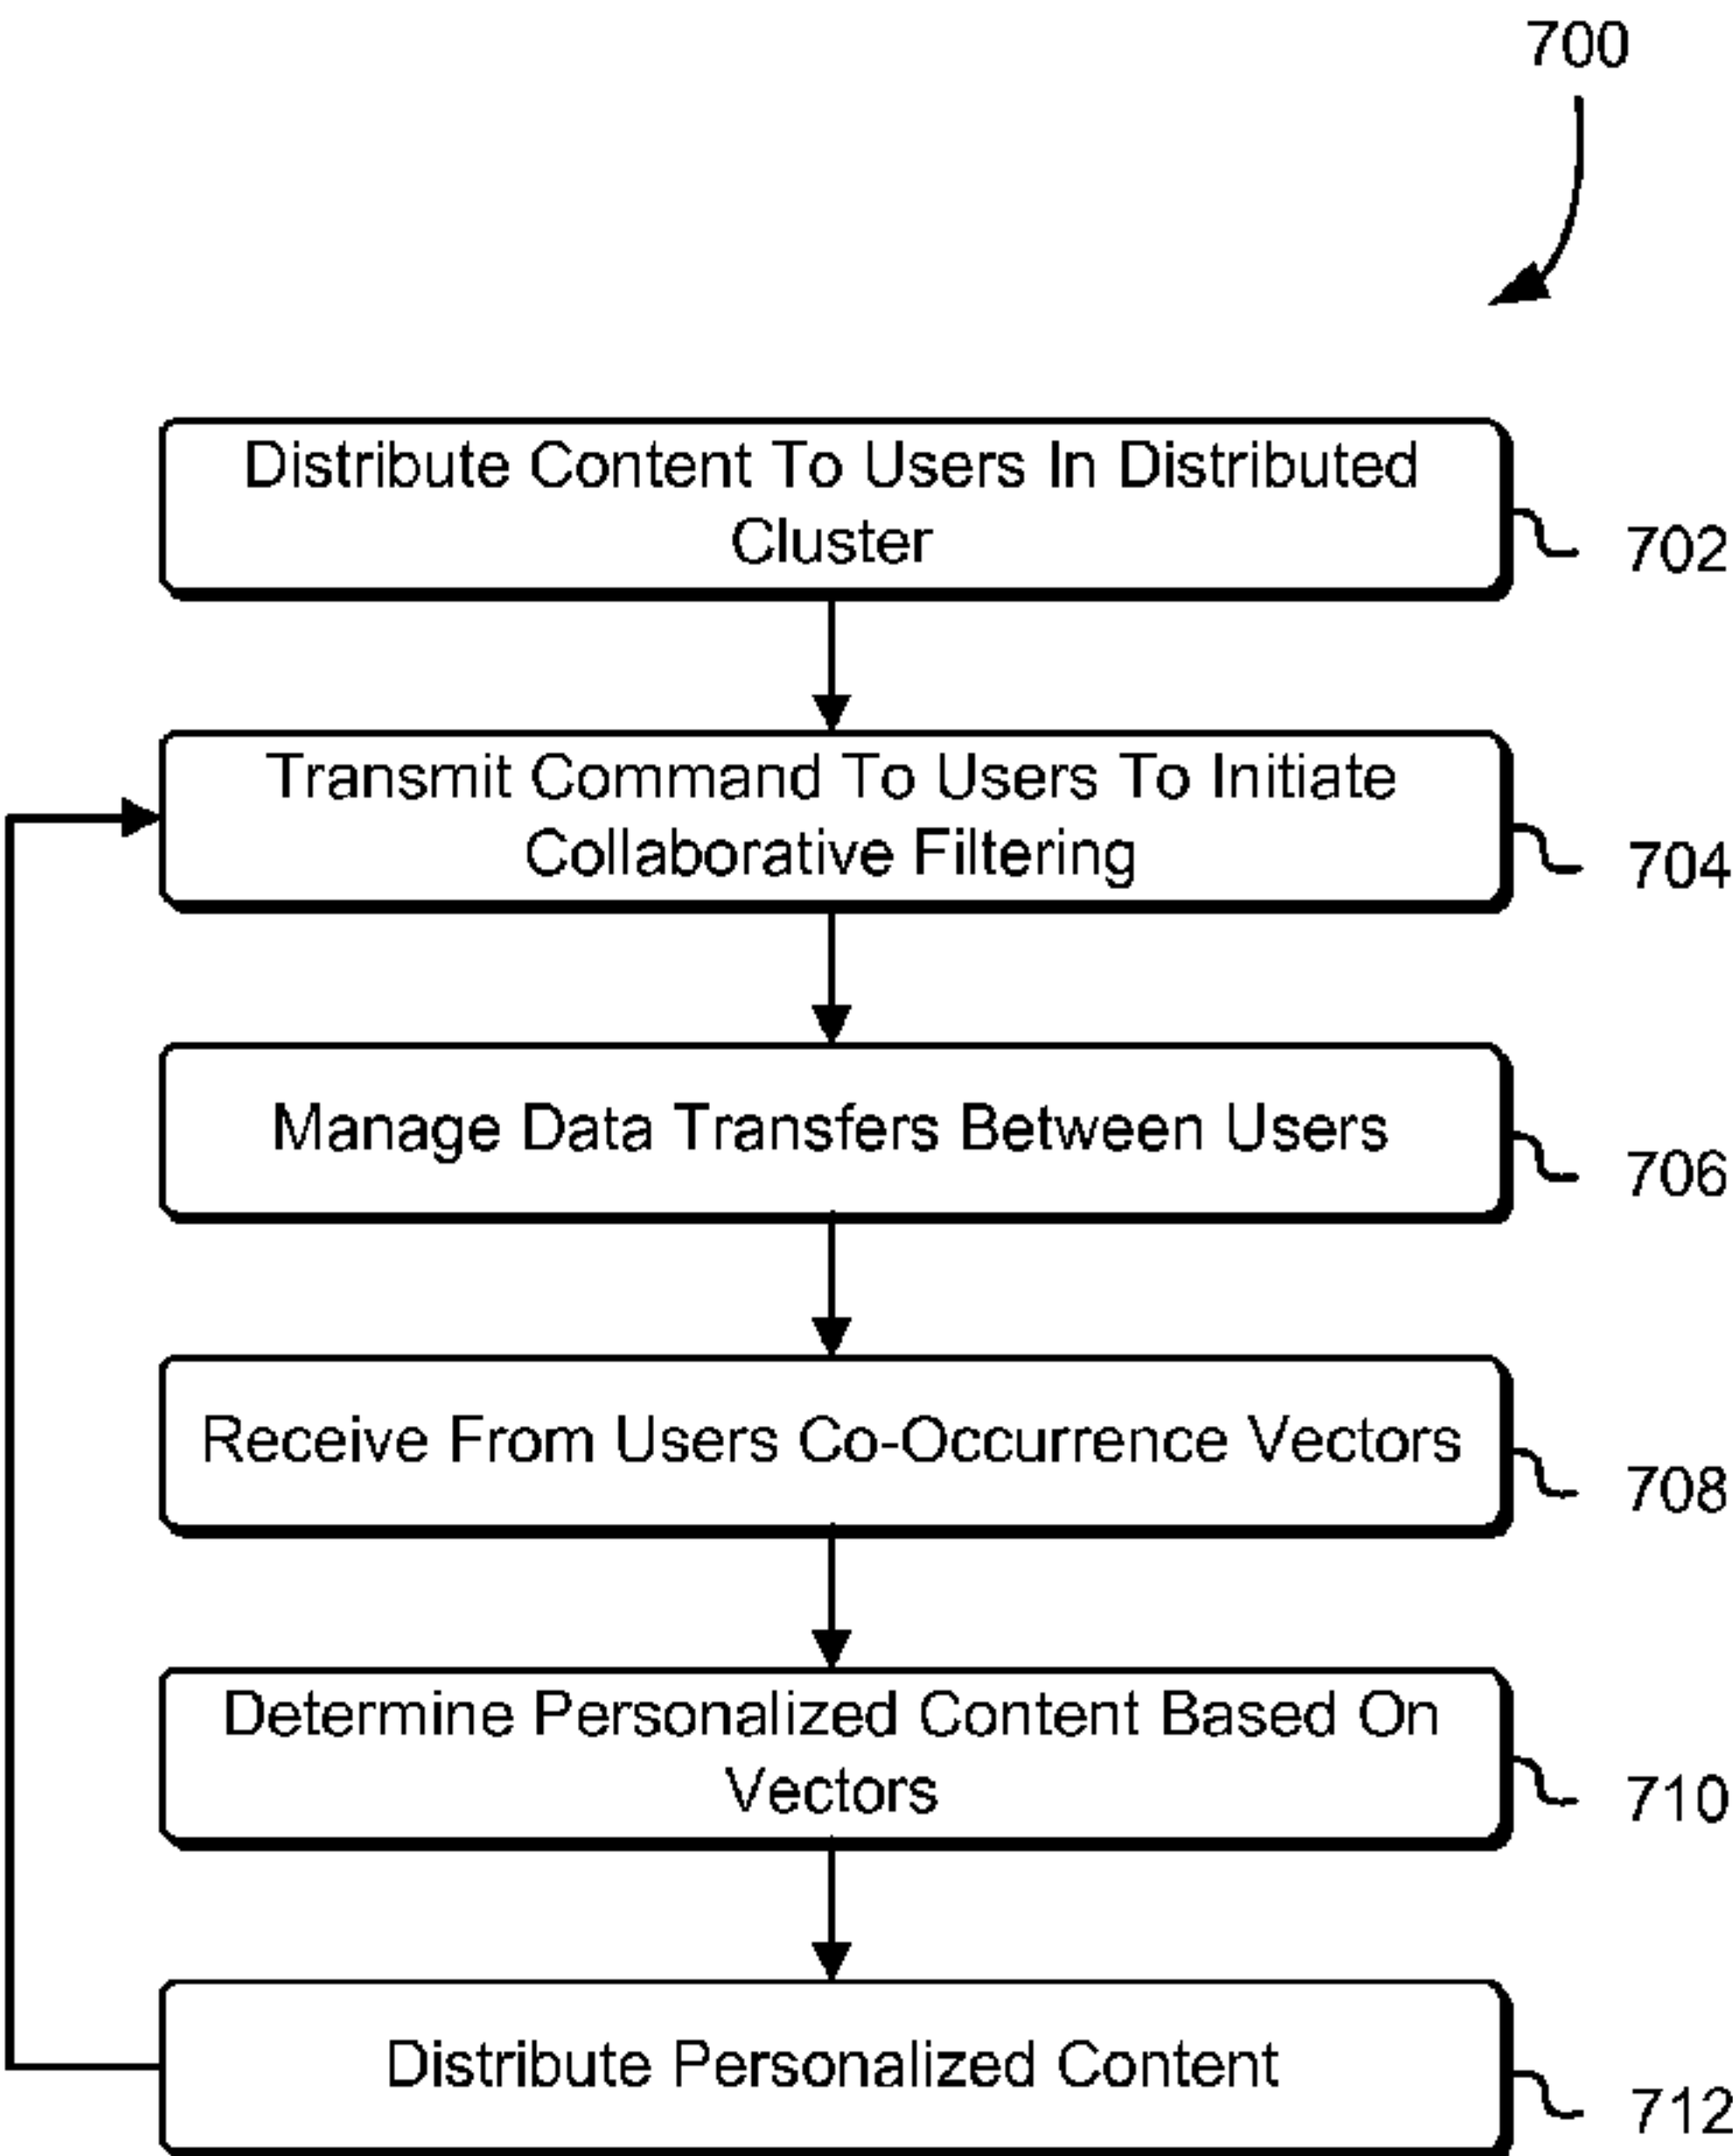 700
Distribute Content To Users In Distributed
Cluster
702
Transmit Command To Users To Initiate
Collaborative Filtering
704
Manage Data Transfers Between Users
706
Receive From Users Co-Occurrence Vectors
708
Determine Personalized Content Based On
Vectors
710
Distribute Personalized Content
712